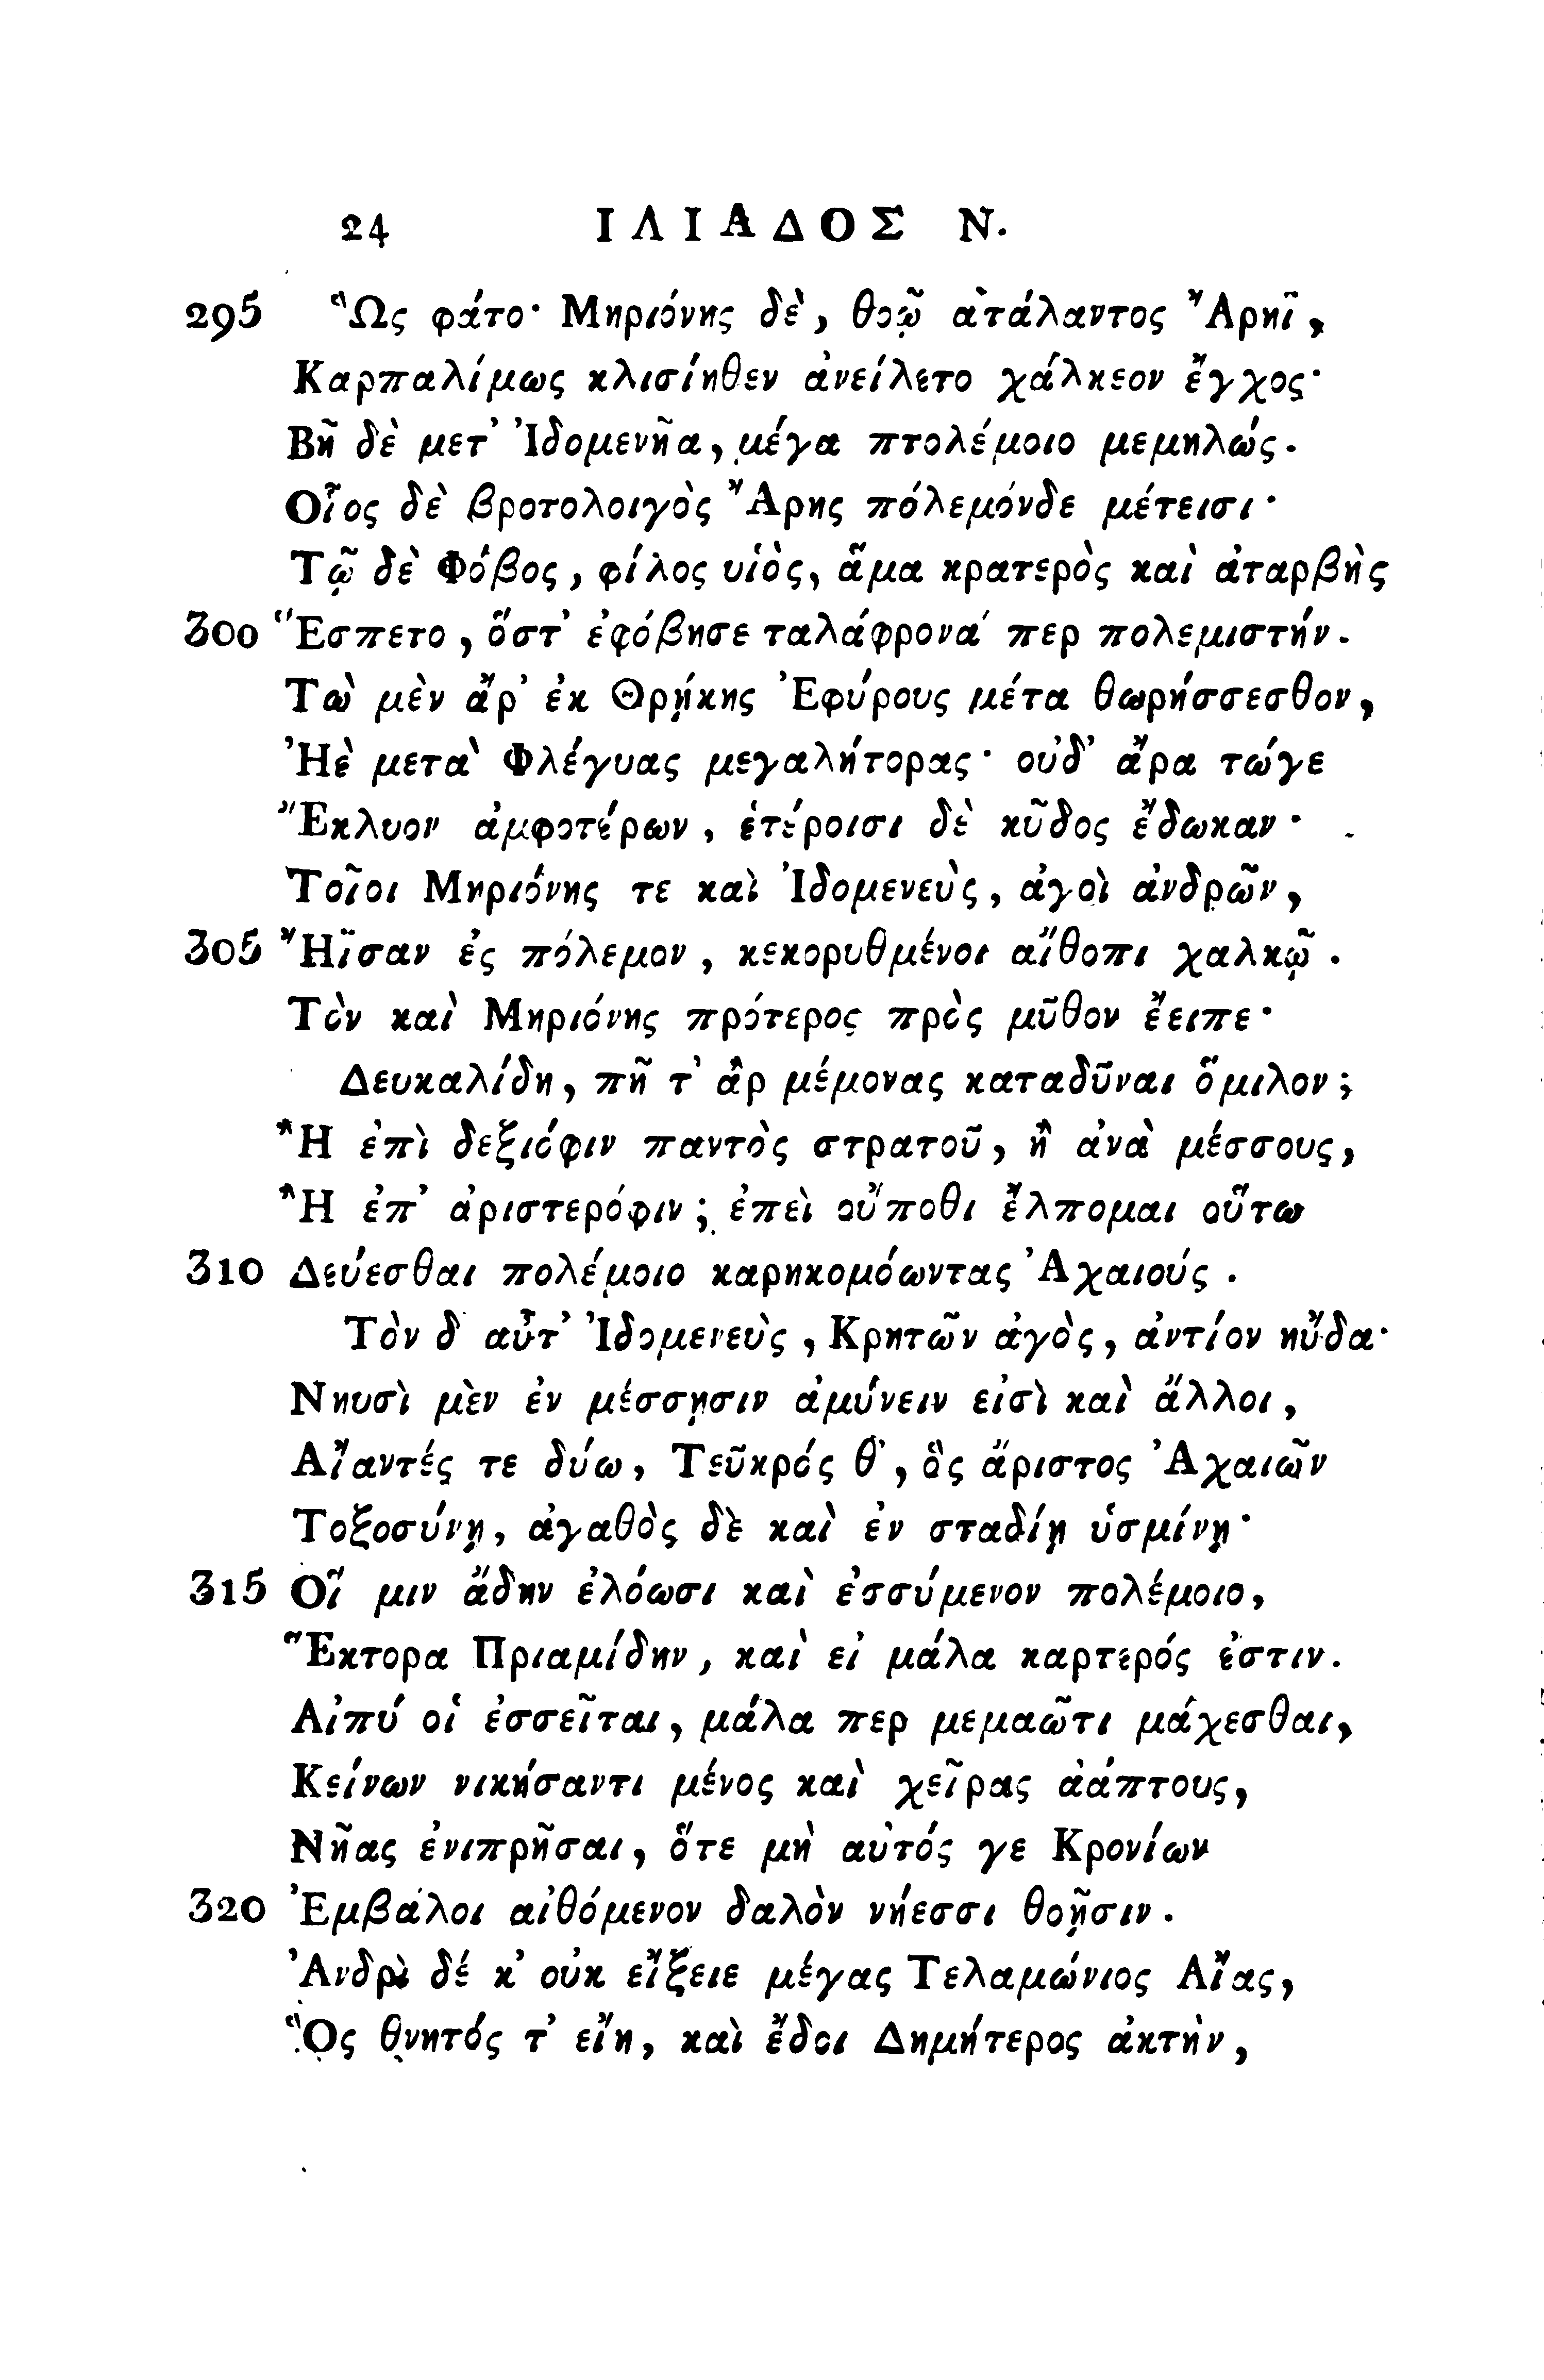 24 ΙΛΙΑΔΟΣ Ν.
295 Ὣς φάτο· Μηριόνης δὲ, θοῷ ἀτάλαντος Ἄρηϊ,
Καρπαλίμως κλισίηθεν ἀνείλετο χάλκεον ἔγχος·
Βῆ δὲ μετ’ Ἰδομενῆα, μέγα πτολέμοιο μεμηλώς.
Οἷος δὲ βροτολοιγὸς Ἄρης πόλεμόνδε μέτεισι·
Τῷ δὲ Φόβος, φίλος υἱὸς, ἅμα κρατερὸς καὶ ἀταρβὴς
300 Ἕσπετο, ὅστ’ ἐφόβησε ταλάφρονά περ πολεμιστήν.
Τὼ μὲν ἄρ’ ἐκ Θρῄκης Ἐφύρους μέτα θωρήσσεσθον,
Ἠὲ μετὰ Φλέγυας μεγαλήτορας· οὐδ’ ἄρα τώγε
Ἔκλυον ἀμφοτέρων, ἑτέροισι δὲ κῦδος ἔδωκαν·
Τοῖοι Μηριόνης τε καὶ Ἰδομενεὺς, ἀγοὶ ἀνδρῶν,
305 Ἤϊσαν ἐς πόλεμον, κεκορυθμένοι αἴθοπι χαλκῷ.
Τὸν καὶ Μηριόνης πρότερος πρὸς μῦθον ἔειπε·
Δευκαλίδη, πῆ τ’ ἂρ μέμονας καταδῦναι ὅμιλον;
Ἢ ἐπὶ δεξιόφιν παντὸς στρατοῦ, ἢ ἀνὰ μέσσους,
Ἢ ἐπ’ ἀριστερόφιν; ἐπεὶ οὔποθι ἔλπομαι οὕτω
310 Δεύεσθαι πολέμοιο καρηκομόωντας Ἀχαιούς.
Τὸν δ’ αὖτ’ Ἰδομενεὺς, Κρητῶν ἀγὸς, ἀντίον ηὔδα·
Νηυσὶ μὲν ἐν μέσσῃσιν ἀμύνειν εἰσὶ καὶ ἄλλοι,
Αἴαντές τε δύω, Τεῦκρός θ’, ὃς ἄριστος Ἀχαιῶν
Τοξοσύνῃ, ἀγαθὸς δὲ καὶ ἐν σταδίῃ ὑσμίνῃ·
315 Οἵ μιν ἅδην ἐλόωσι καὶ ἐσσύμενον πολέμοιο,
Ἕκτορα Πριαμίδην, καὶ εἰ μάλα καρτερός ἐστιν.
Αἰπύ οἱ ἐσσεῖται, μάλα περ μεμαῶτι μάχεσθαι,
Κείνων νικήσαντι μένος καὶ χεῖρας ἀάπτους,
Νῆας ἐνιπρῆσαι, ὅτε μὴ αὐτός γε Κρονίων
320 Ἐμβάλοι αἰθόμενον δαλὸν νήεσσι θοῇσιν.
Ἀνδρὶ δέ κ’ οὐκ εἴξειε μέγας Τελαμώνιος Αἴας,
Ὃς θνητός τ’ εἴη, καὶ ἔδοι Δημήτερος ἀκτὴν,